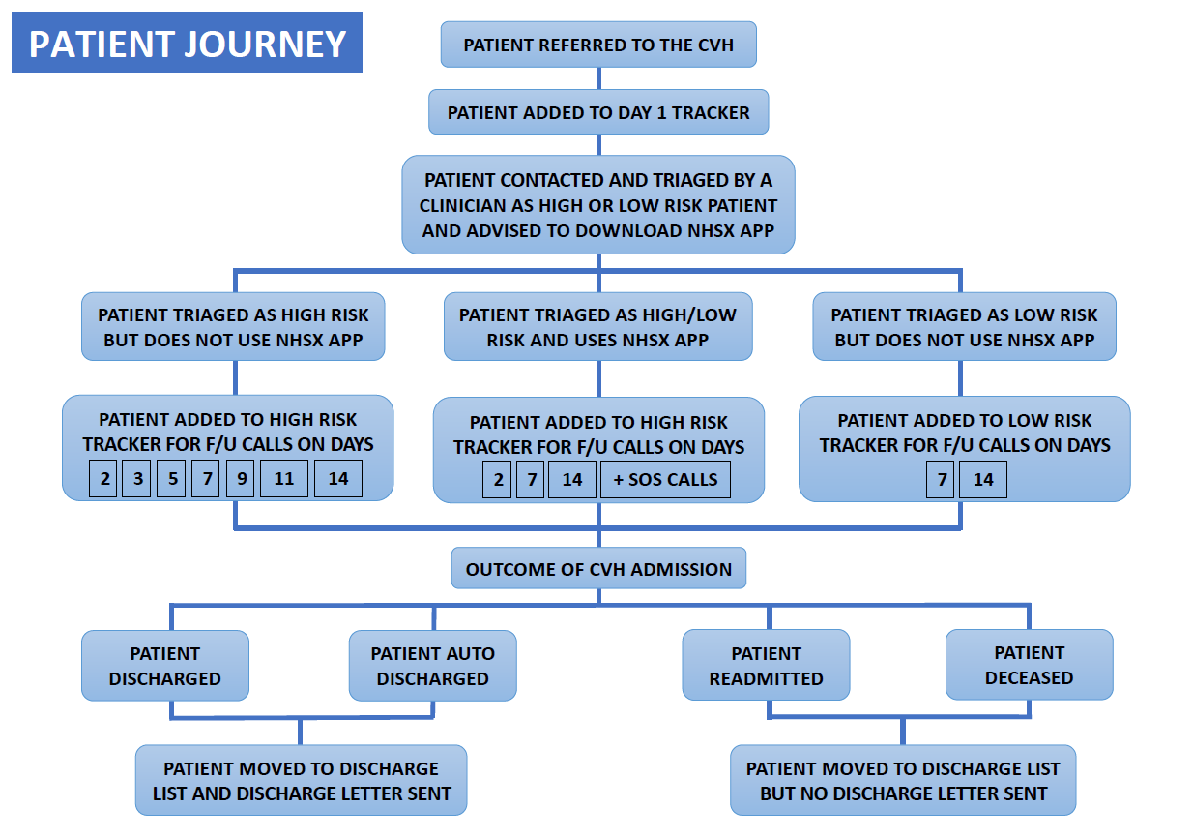 PATIENT JOURNEY
PATIENT REFERRED TO THE CVH
PATIENT ADDED TO DAY 1 TRACKER
PATIENT CONTACTED AND TRIAGED BY A
CLINICIAN AS HIGH OR LOW RISK PATIENT
AND ADVISED TO DOWNLOAD NHSX APP
PATIENT TRIAGED AS HIGH RISK
BUT DOES NOT USE NHSX APP
PATIENT TRIAGED AS HIGH/LOW
RISK AND USES NHSX APP
PATIENT TRIAGED AS LOW RISK
BUT DOES NOT USE NHSX APP
PATIENT ADDED TO HIGH RISK
TRACKER FOR F/U CALLS ON DAYS
2 3 5 7 9 11 14
PATIENT ADDED TO HIGH RISK
TRACKER FOR F/U CALLS ON DAYS
2 7 14 + SOS CALLS
PATIENT ADDED TO LOW RISK
TRACKER FOR F/U CALLS ON DAYS
7 14
OUTCOME OF CVH ADMISSION
PATIENT
DISCHARGED
PATIENT AUTO
DISCHARGED
PATIENT
READMITTED
PATIENT
DECEASED
PATIENT MOVED TO DISCHARGE
LIST AND DISCHARGE LETTER SENT
PATIENT MOVED TO DISCHARGE LIST
BUT NO DISCHARGE LETTER SENT